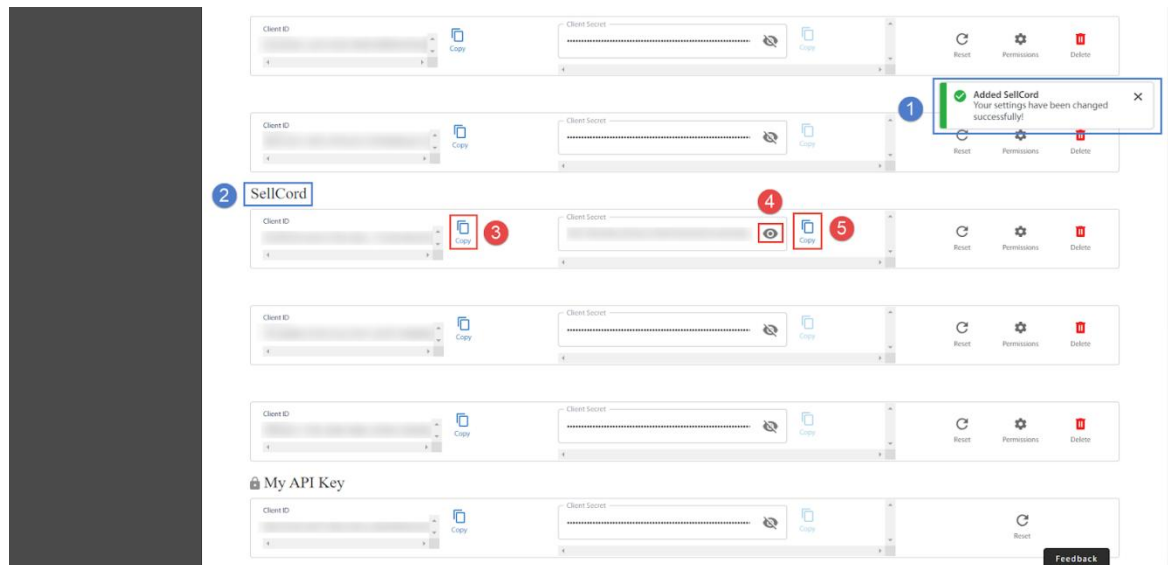 Client ID
Copy
Client Secret
Copy
Reset
Permissions
Delete
1
Added SellCord
Your settings have been changed
successfully!
Client ID
Copy
Client Secret
Copy
Reset
Permissions
Delete
2
SellCord
Client ID
Copy
3
Client Secret
4
Copy
5
Reset
Permissions
Delete
Client ID
Copy
Client Secret
Copy
Reset
Permissions
Delete
Client ID
Copy
Client Secret
Copy
Reset
Permissions
Delete
My API Key
Client ID
Copy
Client Secret
Copy
Reset
Feedback